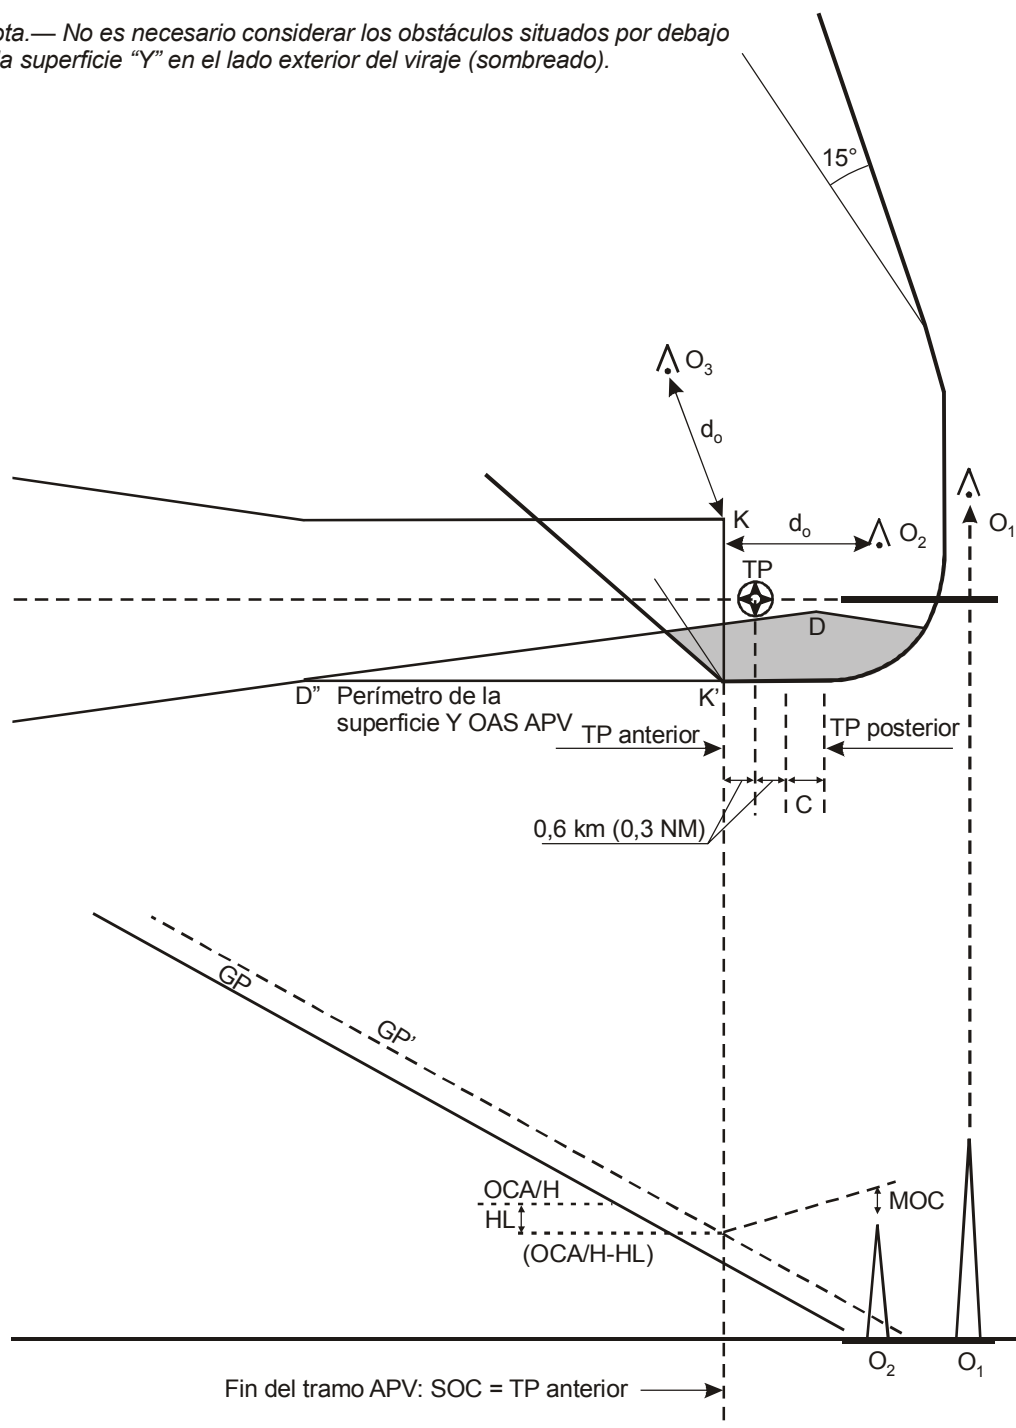 ota.— No es necesario considerar los obstáculos situados por debajo
la superficie “Y” en el lado exterior del viraje (sombreado).
15°
O3
do
K
do
O2
O1
TP
D
D”
Perímetro de la
superficie Y OAS APV
K’
TP anterior
TP posterior
C
0,6 km (0,3 NM)
GP
GP’
OCA/H
HL
(OCA/H-HL)
MOC
O2
O1
Fin del tramo APV: SOC = TP anterior